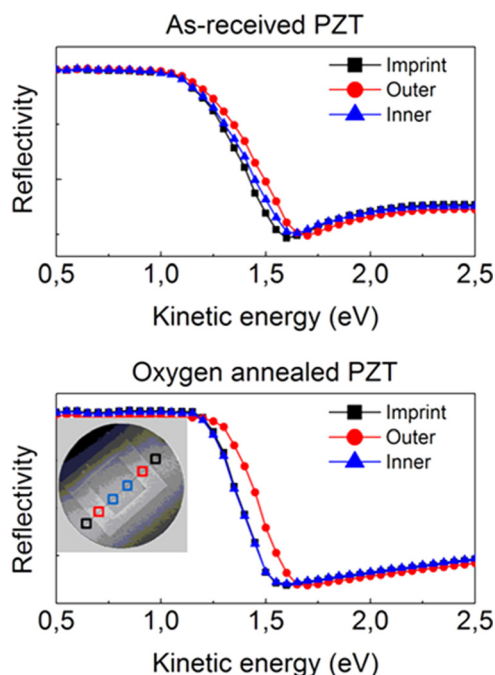 As-received PZT
Imprint
Outer
Inner
Reflectivity
0,5 1,0 1,5 2,0 2,5
Kinetic energy (eV)
Oxygen annealed PZT
Imprint
Outer
Inner
Reflectivity
0,5 1,0 1,5 2,0 2,5
Kinetic energy (eV)